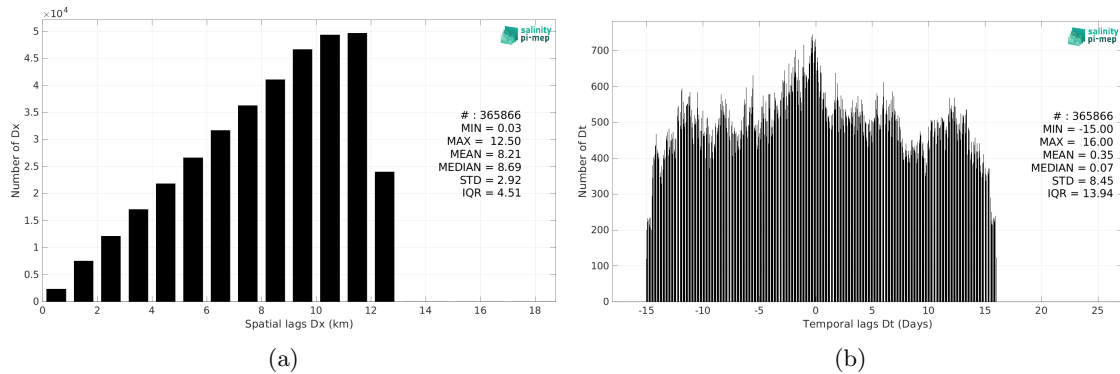 ×10⁴
5
4.5
4
3.5
3
2.5
2
1.5
1
0.5
0
Number of Dx
0 2 4 6 8 10 12 14 16 18
Spatial lags Dx (km)
salinity
pi-mep
# : 365866
MIN = 0.03
MAX = 12.50
MEAN = 8.21
MEDIAN = 8.69
STD = 2.92
IQR = 4.51
(a)
700
600
500
400
300
200
100
0
Number of Dt
-15 -10 -5 0 5 10 15 20 25
Temporal lags Dt (Days)
salinity
pi-mep
# : 365866
MIN = -15.00
MAX = 16.00
MEAN = 0.35
MEDIAN = 0.07
STD = 8.45
IQR = 13.94
(b)